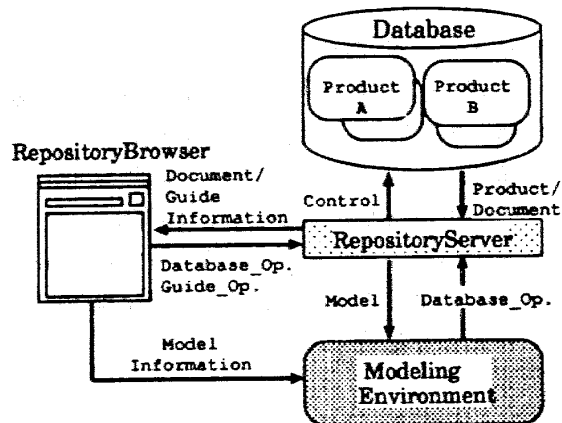 Database
Product
A
Product
B
RepositoryBrowser
Document/
Guide
Information
Control
Product/
Document
RepositoryServer
Database_Op.
Guide_Op.
Model
Database_Op.
Model
Information
Modeling
Environment